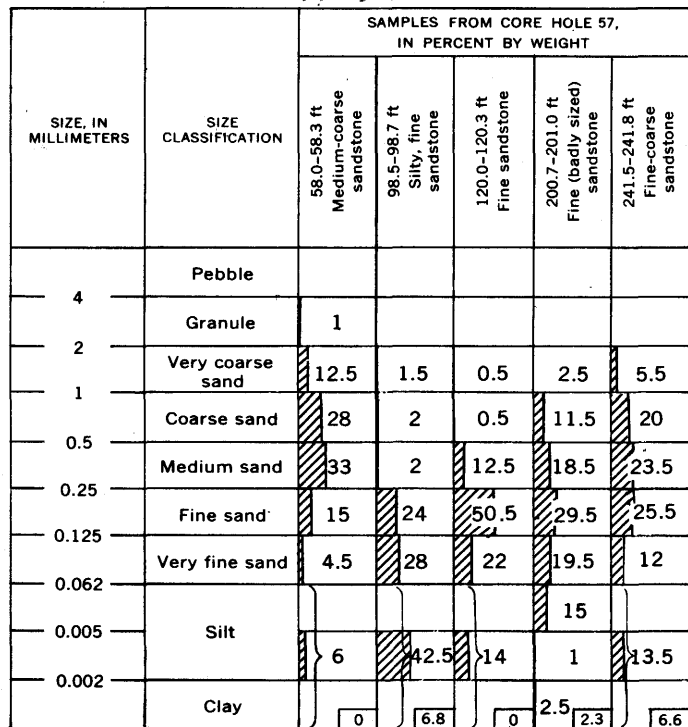 SAMPLES FROM CORE HOLE 57,
IN PERCENT BY WEIGHT
SIZE, IN
MILLIMETERS
SIZE
CLASSIFICATION
58.0–58.3 ft
Medium-coarse
sandstone
98.5–98.7 ft
Silty, fine
sandstone
120.0–120.3 ft
Fine sandstone
200.7–201.0 ft
Fine (badly sized)
sandstone
241.5–241.8 ft
Fine-coarse
sandstone
Pebble
4
Granule 1
2
Very coarse
sand 12.5 1.5 0.5 2.5 5.5
1
Coarse sand 28 2 0.5 11.5 20
0.5
Medium sand 33 2 12.5 18.5 23.5
0.25
Fine sand 15 24 50.5 29.5 25.5
0.125
Very fine sand 4.5 28 22 19.5 12
0.062
15
0.005
Silt
6 42.5 14 1 13.5
0.002
Clay 2.5
0 6.8 0 2.3 6.6